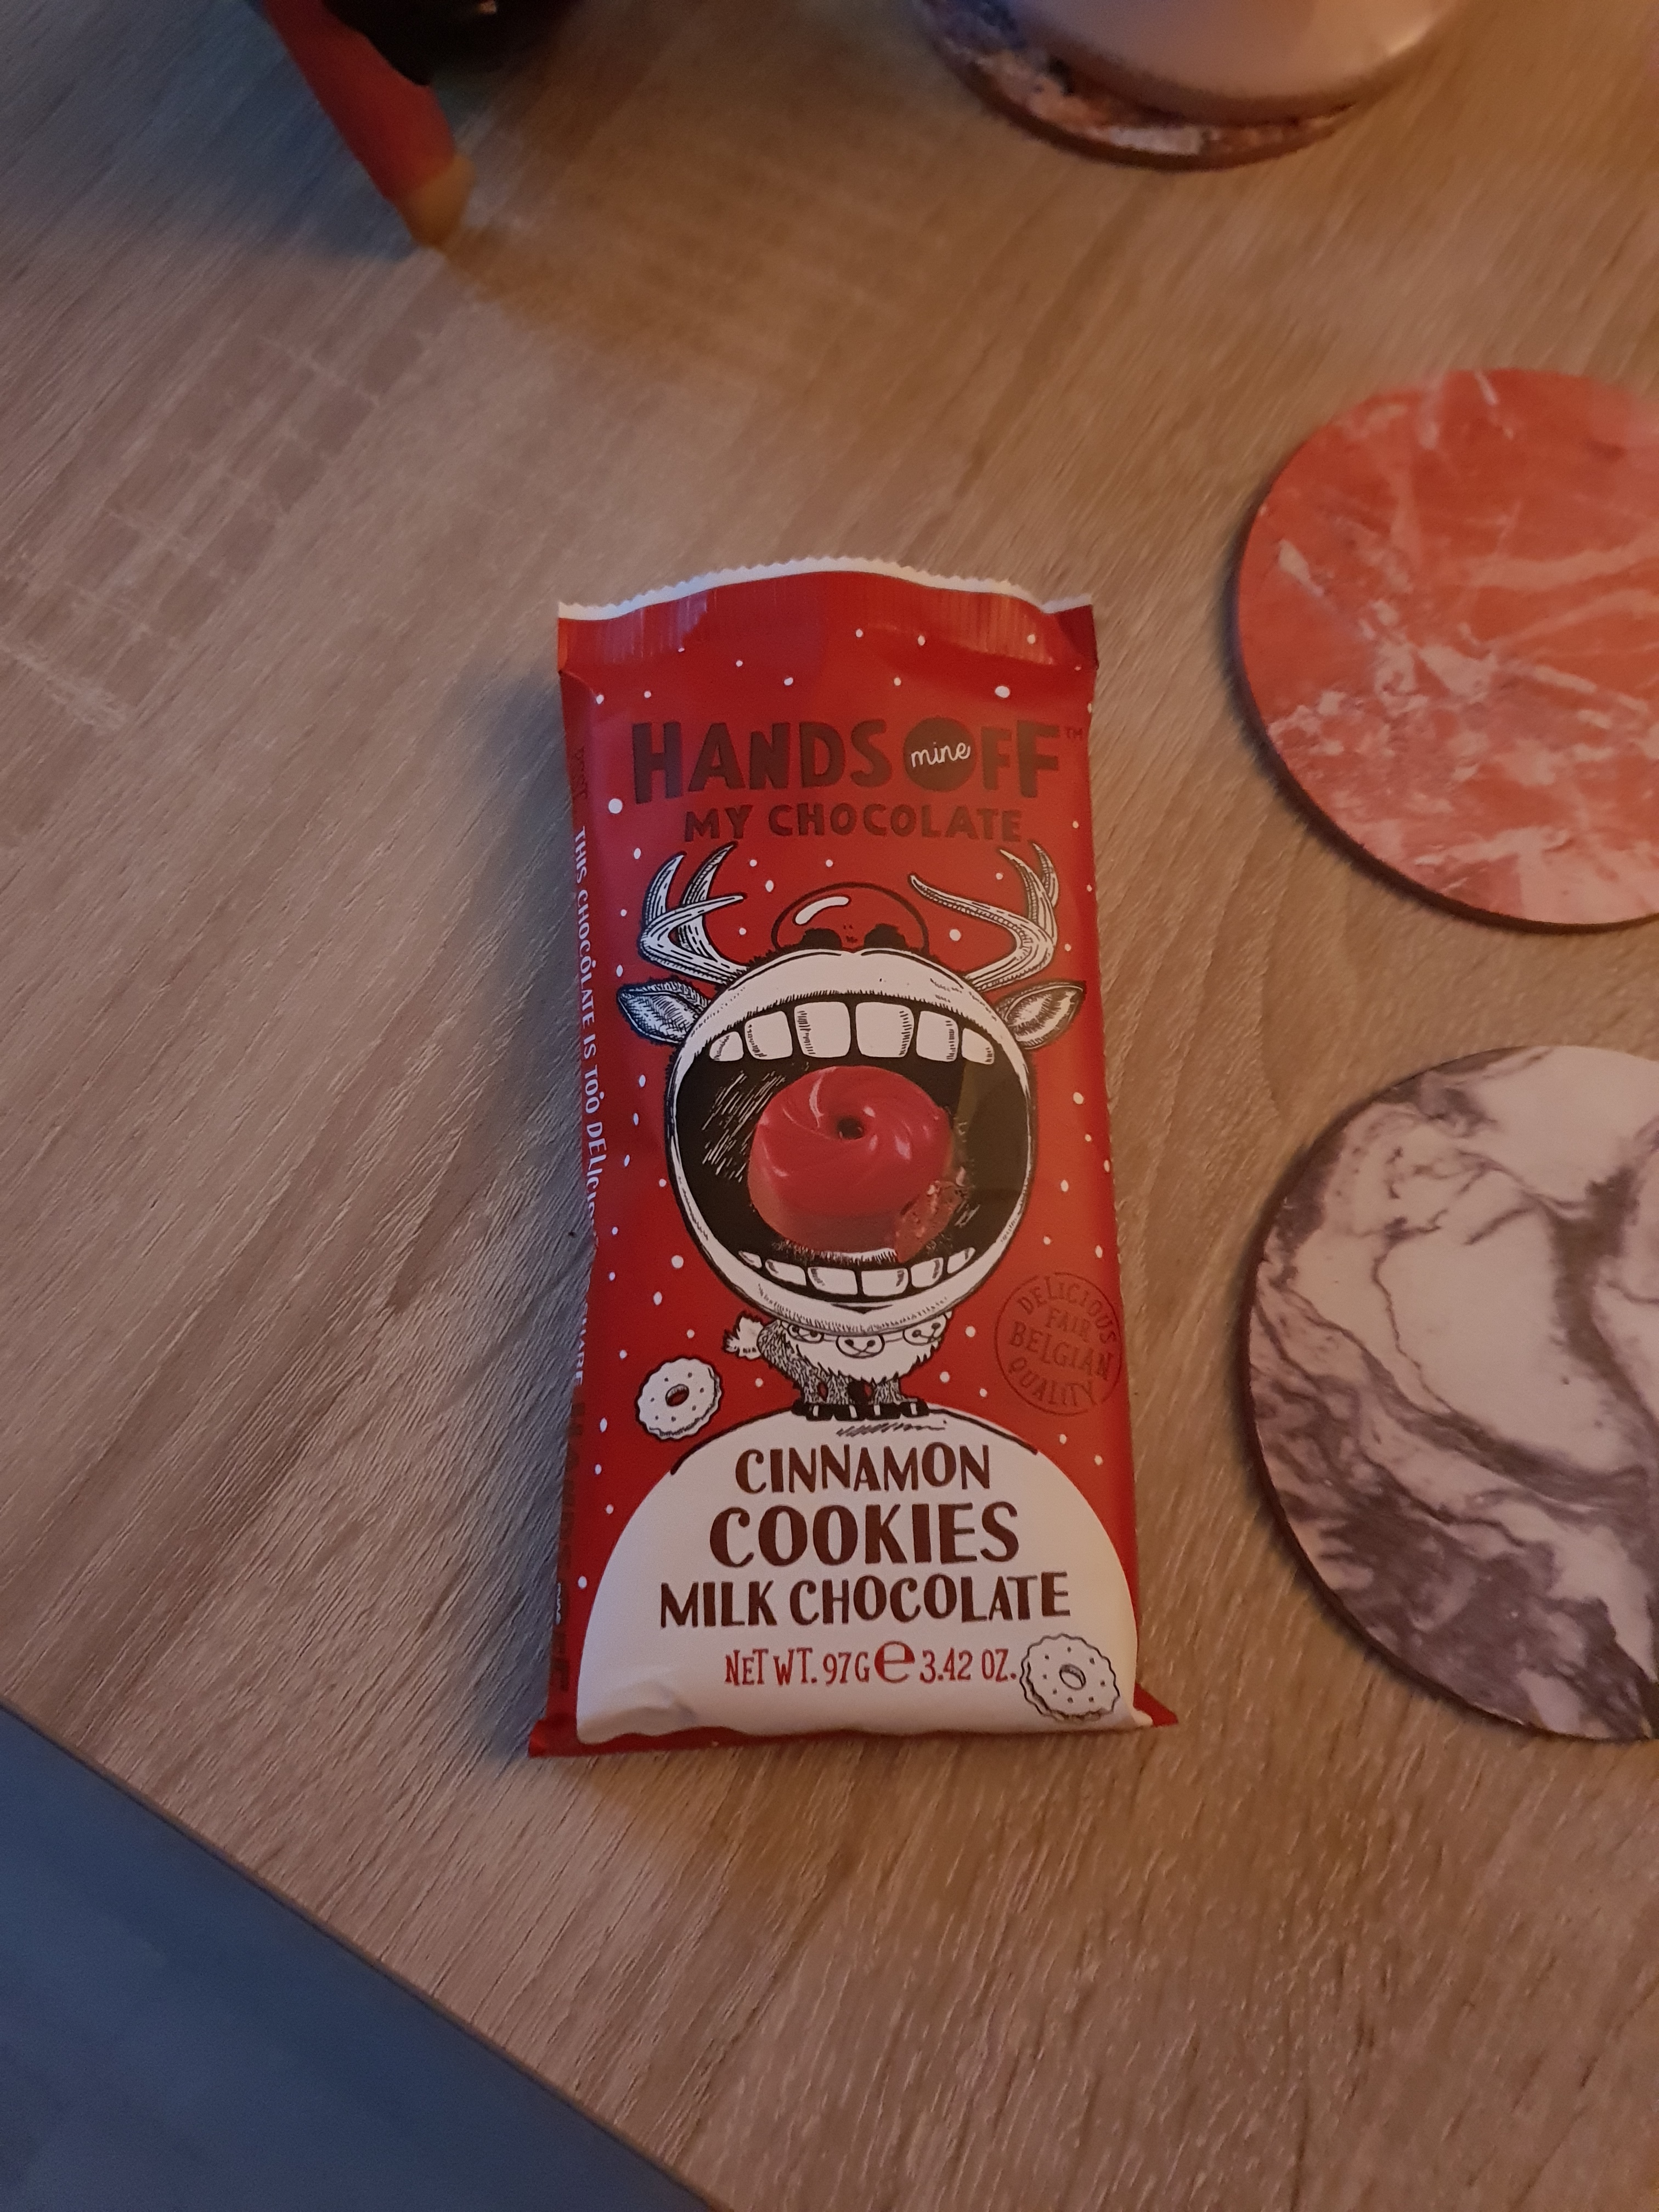 HANDS OFF™
mine
MY CHOCOLATE
THIS CHOCOLATE IS TOO
DELICIOUS
FAIR
BELGIAN
QUALITY
CINNAMON
COOKIES
MILK CHOCOLATE
NET WT. 97G e 3.42 OZ.